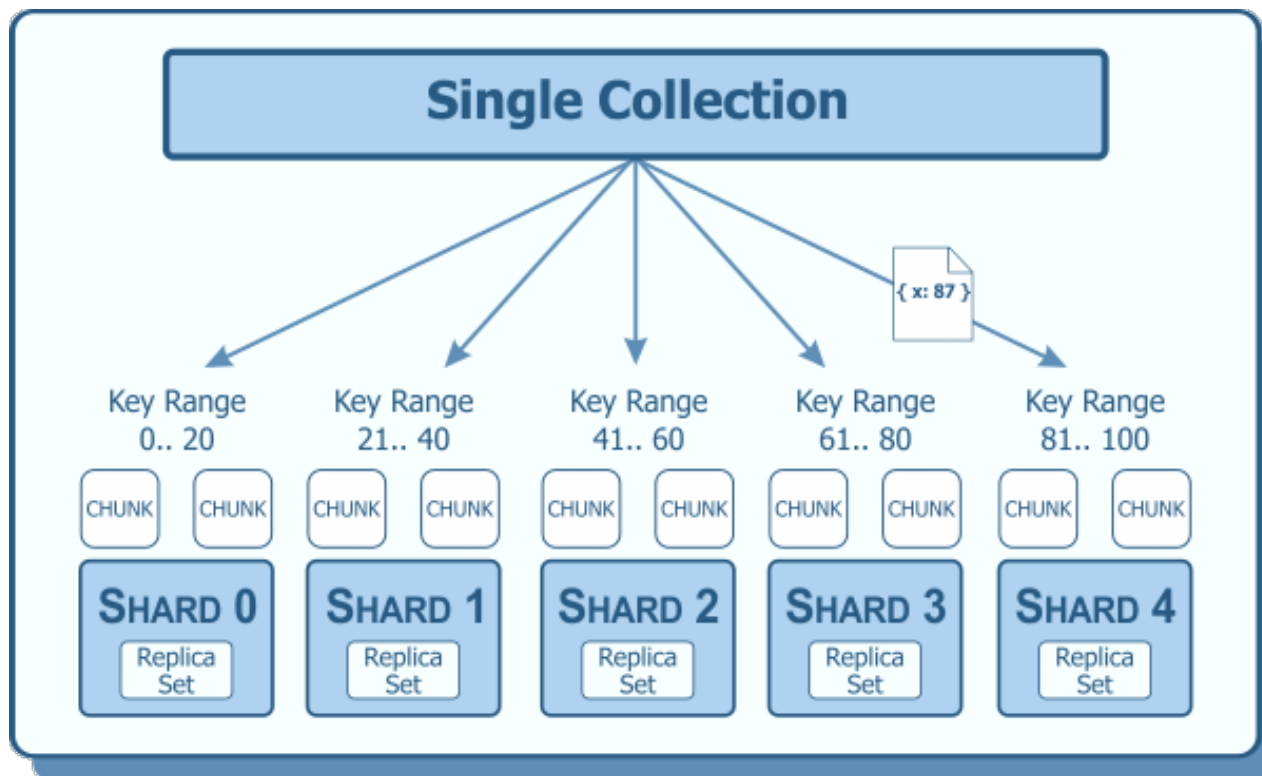 Single Collection
{ x: 87 }
Key Range
0.. 20
Key Range
21.. 40
Key Range
41.. 60
Key Range
61.. 80
Key Range
81.. 100
CHUNK CHUNK CHUNK CHUNK CHUNK CHUNK CHUNK CHUNK CHUNK CHUNK
SHARD 0
Replica
Set
SHARD 1
Replica
Set
SHARD 2
Replica
Set
SHARD 3
Replica
Set
SHARD 4
Replica
Set